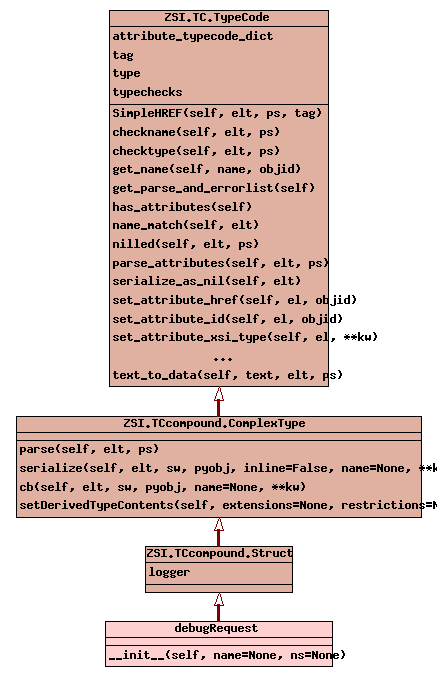 ZSI.TC.TypeCode
attribute_typecode_dict
tag
type
typechecks
SimpleHREF(self, elt, ps, tag)
checkname(self, elt, ps)
checktype(self, elt, ps)
get_name(self, name, objid)
get_parse_and_errorlist(self)
has_attributes(self)
name_match(self, elt)
nilled(self, elt, ps)
parse_attributes(self, elt, ps)
serialize_as_nil(self, elt)
set_attribute_href(self, el, objid)
set_attribute_id(self, el, objid)
set_attribute_xsi_type(self, el, **kw)
...
text_to_data(self, text, elt, ps)
ZSI.TCcompound.ComplexType
parse(self, elt, ps)
serialize(self, elt, sw, pyobj, inline=False, name=None, **k
cb(self, elt, sw, pyobj, name=None, **kw)
setDerivedTypeContents(self, extensions=None, restrictions=N
ZSI.TCcompound.Struct
logger
debugRequest
__init__(self, name=None, ns=None)